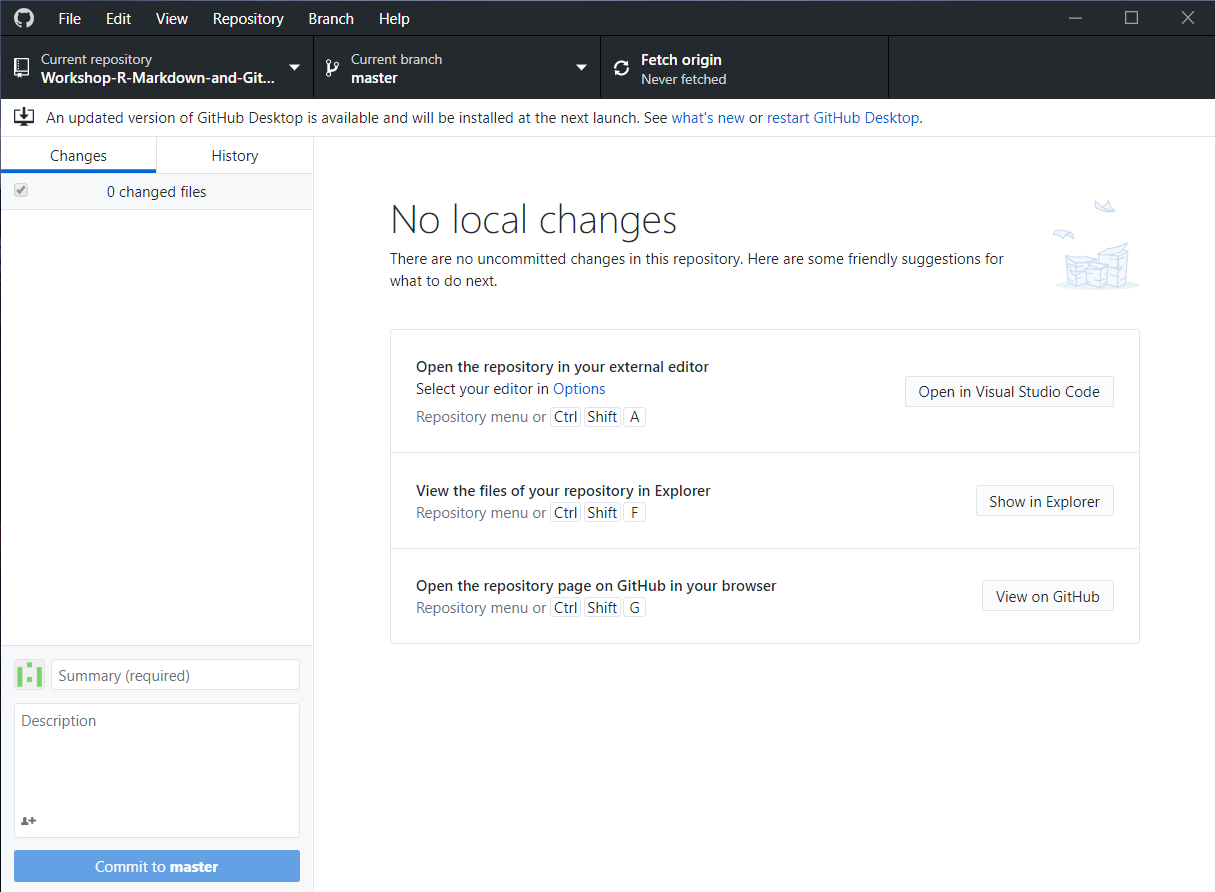 File Edit View Repository Branch Help
Current repository
Workshop-R-Markdown-and-Git...
Current branch
master
Fetch origin
Never fetched
An updated version of GitHub Desktop is available and will be installed at the next launch. See what's new or restart GitHub Desktop.
Changes
History
0 changed files
No local changes
There are no uncommitted changes in this repository. Here are some friendly suggestions for
what to do next.
Open the repository in your external editor
Select your editor in Options
Repository menu or Ctrl Shift A
Open in Visual Studio Code
View the files of your repository in Explorer
Repository menu or Ctrl Shift F
Show in Explorer
Open the repository page on GitHub in your browser
Repository menu or Ctrl Shift G
View on GitHub
Summary (required)
Description
Commit to master